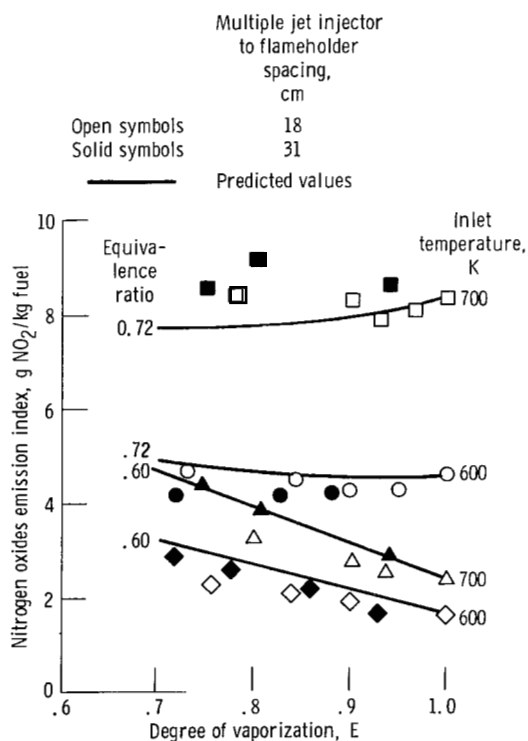 Multiple jet injector
to flameholder
spacing,
cm
Open symbols 18
Solid symbols 31
Predicted values
10
Equiva-
lence
ratio
Inlet
temperature,
K
700
8
0.72
6
.72
.60
600
4
.60
700
2
600
0
.6 .7 .8 .9 1.0
Degree of vaporization, E
Nitrogen oxides emission index, g NO2/kg fuel